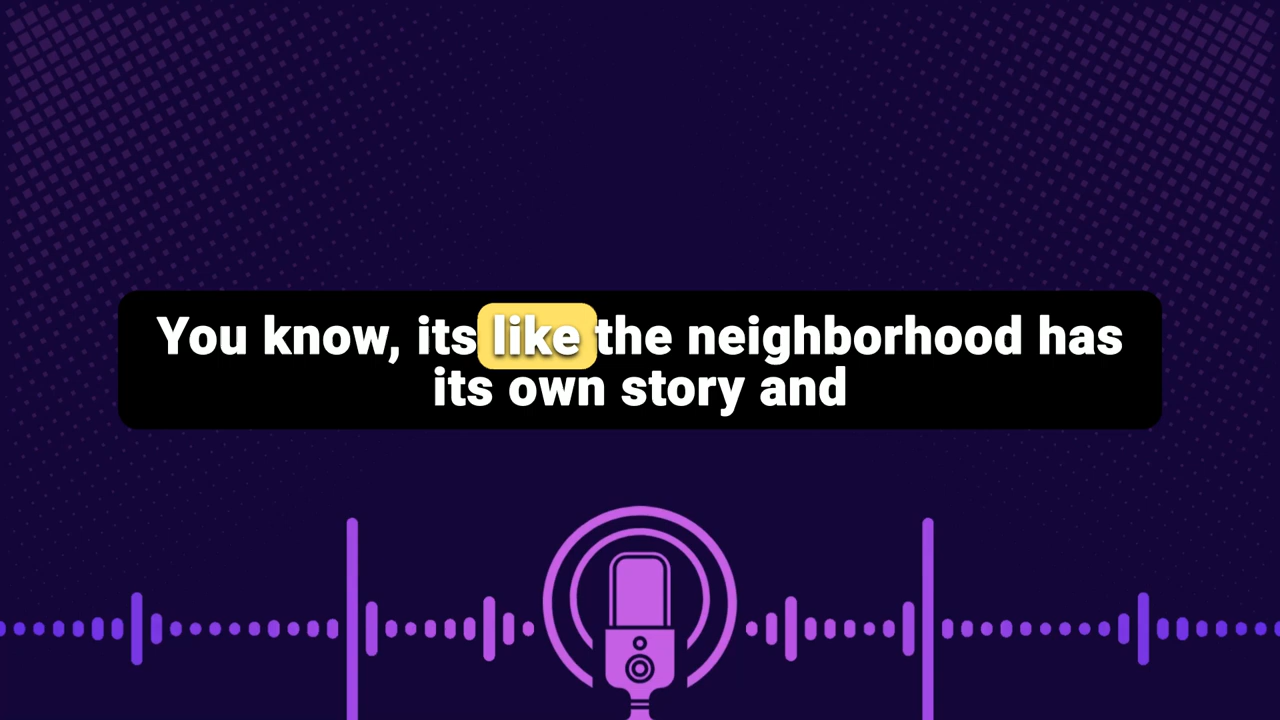 You know, its like the neighborhood has
its own story and